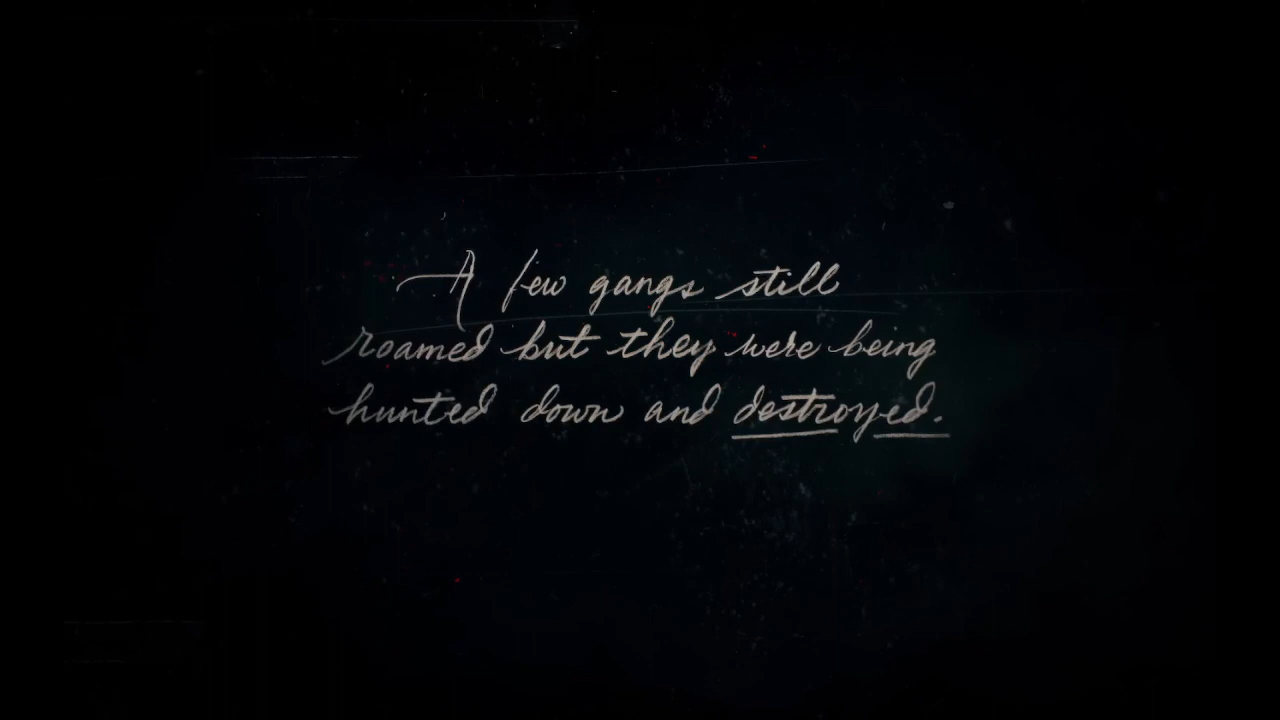 A few gangs still
roamed but they were being
hunted down and destroyed.